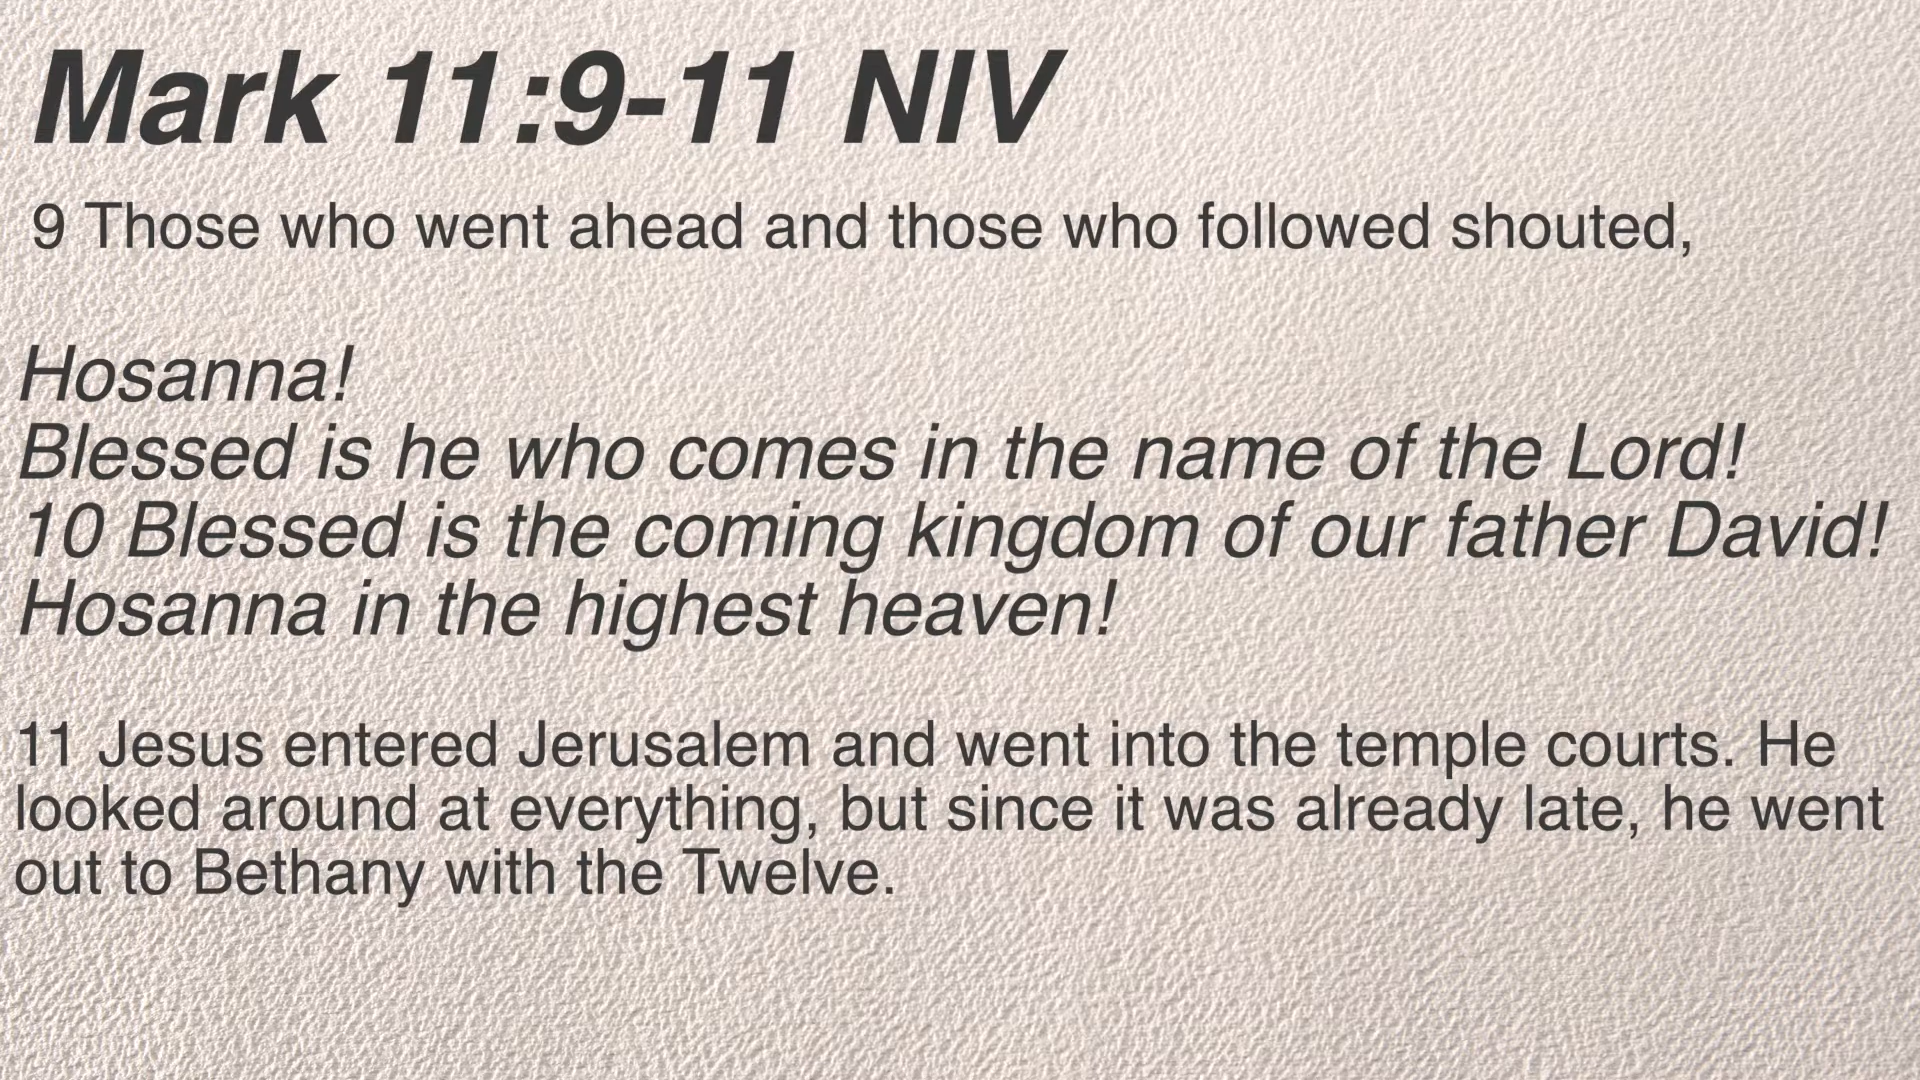 Mark 11:9-11 NIV
9 Those who went ahead and those who followed shouted,
Hosanna!
Blessed is he who comes in the name of the Lord!
10 Blessed is the coming kingdom of our father David!
Hosanna in the highest heaven!
11 Jesus entered Jerusalem and went into the temple courts. He
looked around at everything, but since it was already late, he went
out to Bethany with the Twelve.